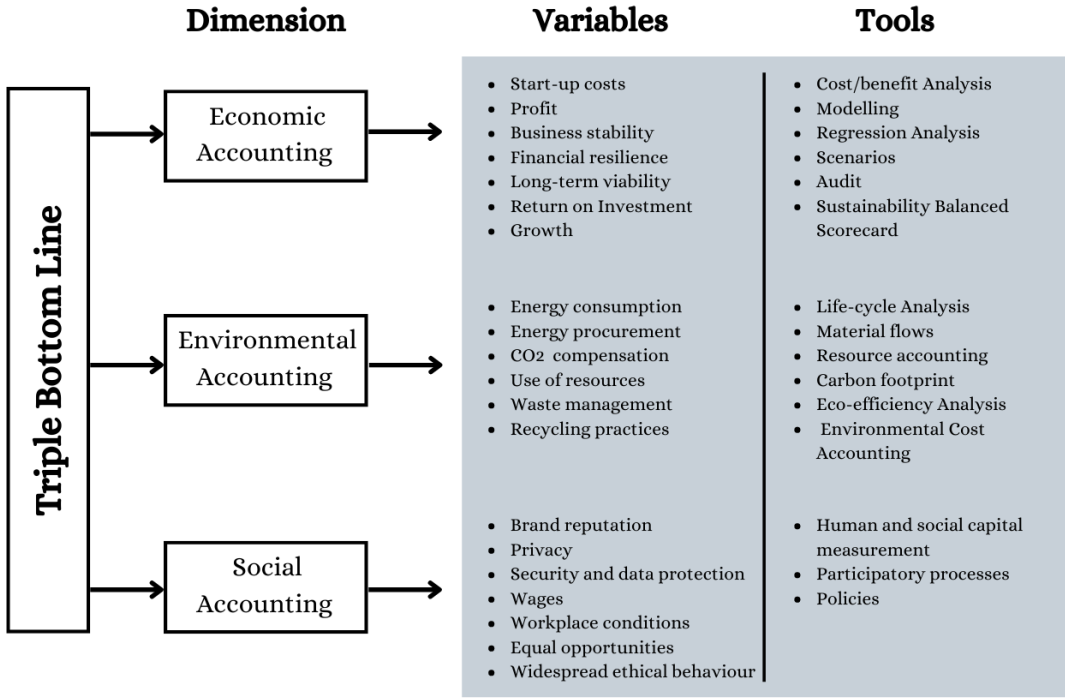 Dimension
Variables
Tools
Triple Bottom Line
Economic
Accounting
• Start-up costs
• Profit
• Business stability
• Financial resilience
• Long-term viability
• Return on Investment
• Growth
• Cost/benefit Analysis
• Modelling
• Regression Analysis
• Scenarios
• Audit
• Sustainability Balanced
Scorecard
Environmental
Accounting
• Energy consumption
• Energy procurement
• CO2 compensation
• Use of resources
• Waste management
• Recycling practices
• Life-cycle Analysis
• Material flows
• Resource accounting
• Carbon footprint
• Eco-efficiency Analysis
• Environmental Cost
Accounting
Social
Accounting
• Brand reputation
• Privacy
• Security and data protection
• Wages
• Workplace conditions
• Equal opportunities
• Widespread ethical behaviour
• Human and social capital
measurement
• Participatory processes
• Policies